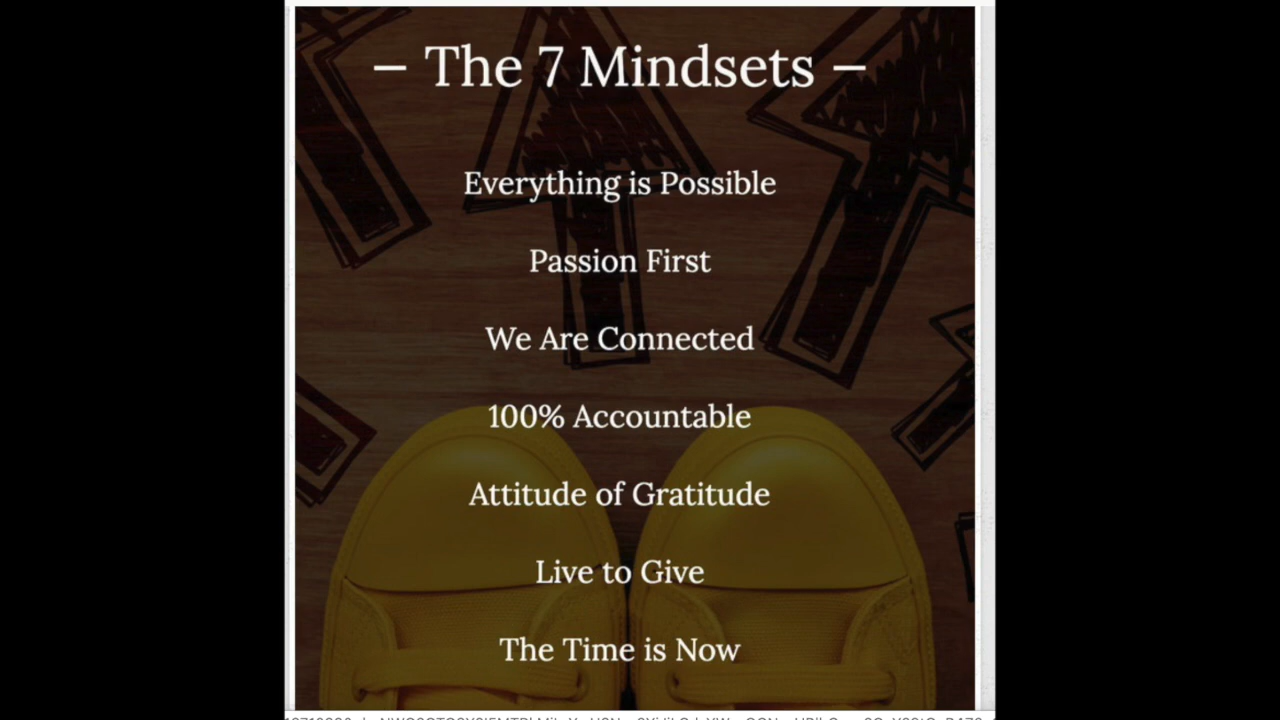 – The 7 Mindsets –
Everything is Possible
Passion First
We Are Connected
100% Accountable
Attitude of Gratitude
Live to Give
The Time is Now